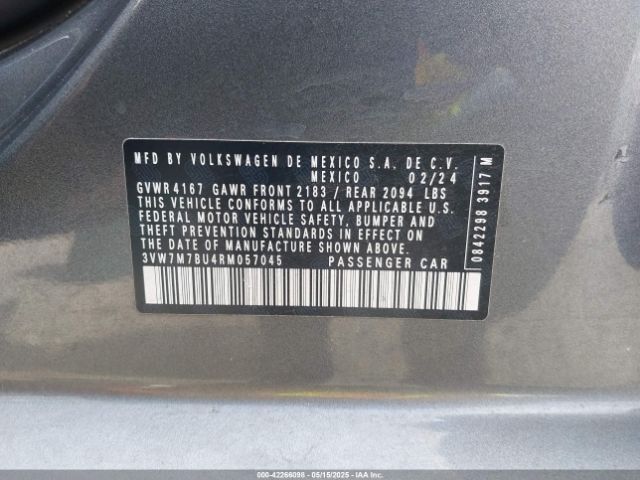 MFD BY VOLKSWAGEN DE MEXICO S.A. DE C.V.
MEXICO 02/24
GVWR 4167 GAWR FRONT 2183 / REAR 2094 LBS
THIS VEHICLE CONFORMS TO ALL APPLICABLE U.S.
FEDERAL MOTOR VEHICLE SAFETY, BUMPER AND
THEFT PREVENTION STANDARDS IN EFFECT ON
THE DATE OF MANUFACTURE SHOWN ABOVE.
3VW7M7BU4RM057045 PASSENGER CAR
0842298 3917 M
000-42266098 - 05/15/2025 - IAAI.COM